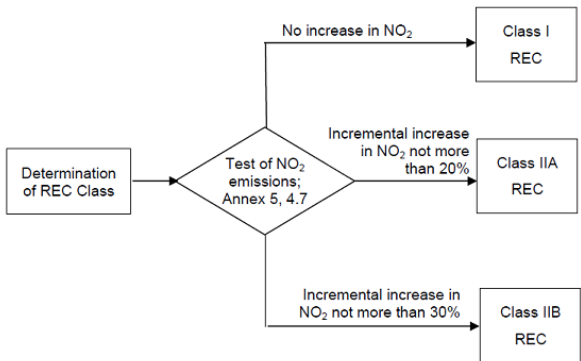 No increase in NO₂
Class I
REC
Determination
of REC Class
Test of NO₂
emissions;
Annex 5, 4.7
Incremental increase
in NO₂ not more
than 20%
Class IIA
REC
Incremental increase in
NO₂ not more than 30%
Class IIB
REC